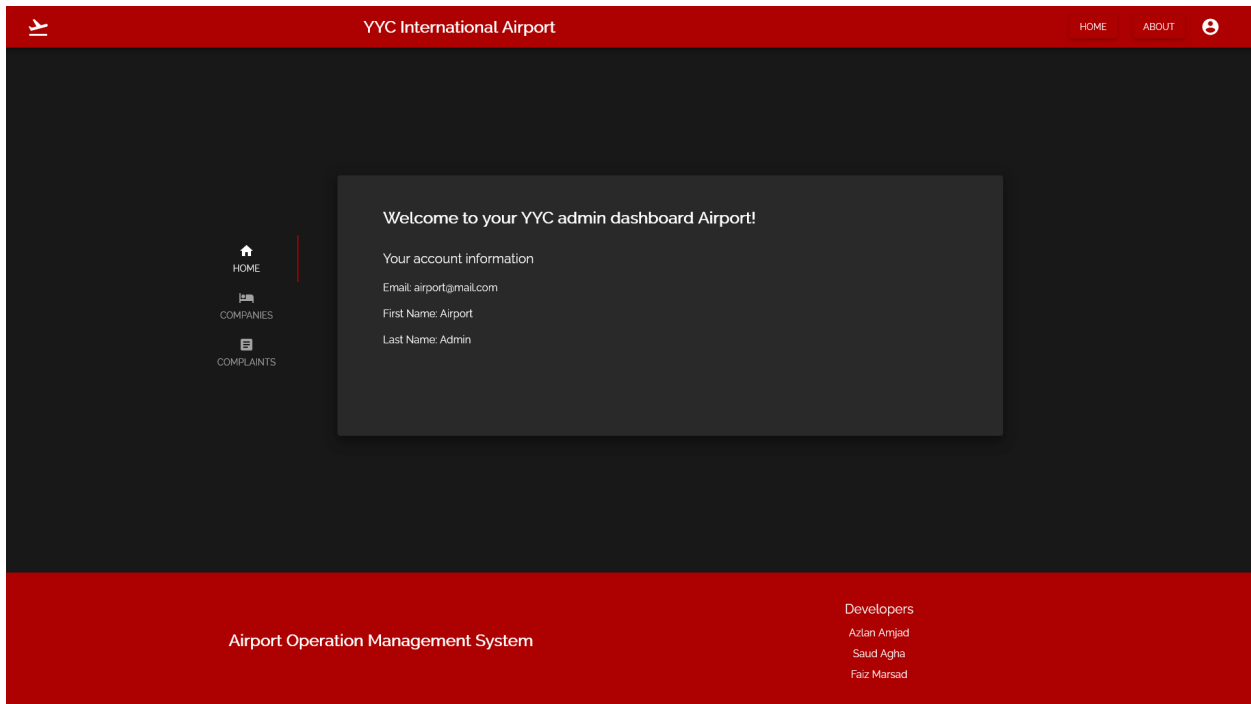 YYC International Airport
HOME
ABOUT
HOME
COMPANIES
COMPLAINTS
Welcome to your YYC admin dashboard Airport!
Your account information
Email: airport@mail.com
First Name: Airport
Last Name: Admin
Airport Operation Management System
Developers
Azlan Amjad
Saud Agha
Faiz Marsad